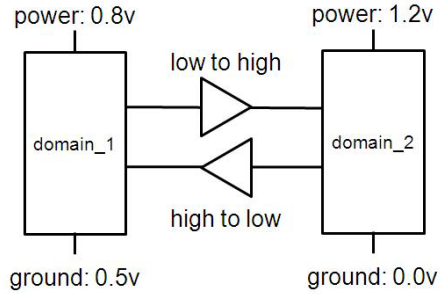 power: 0.8v
power: 1.2v
low to high
domain_1
domain_2
high to low
ground: 0.5v
ground: 0.0v